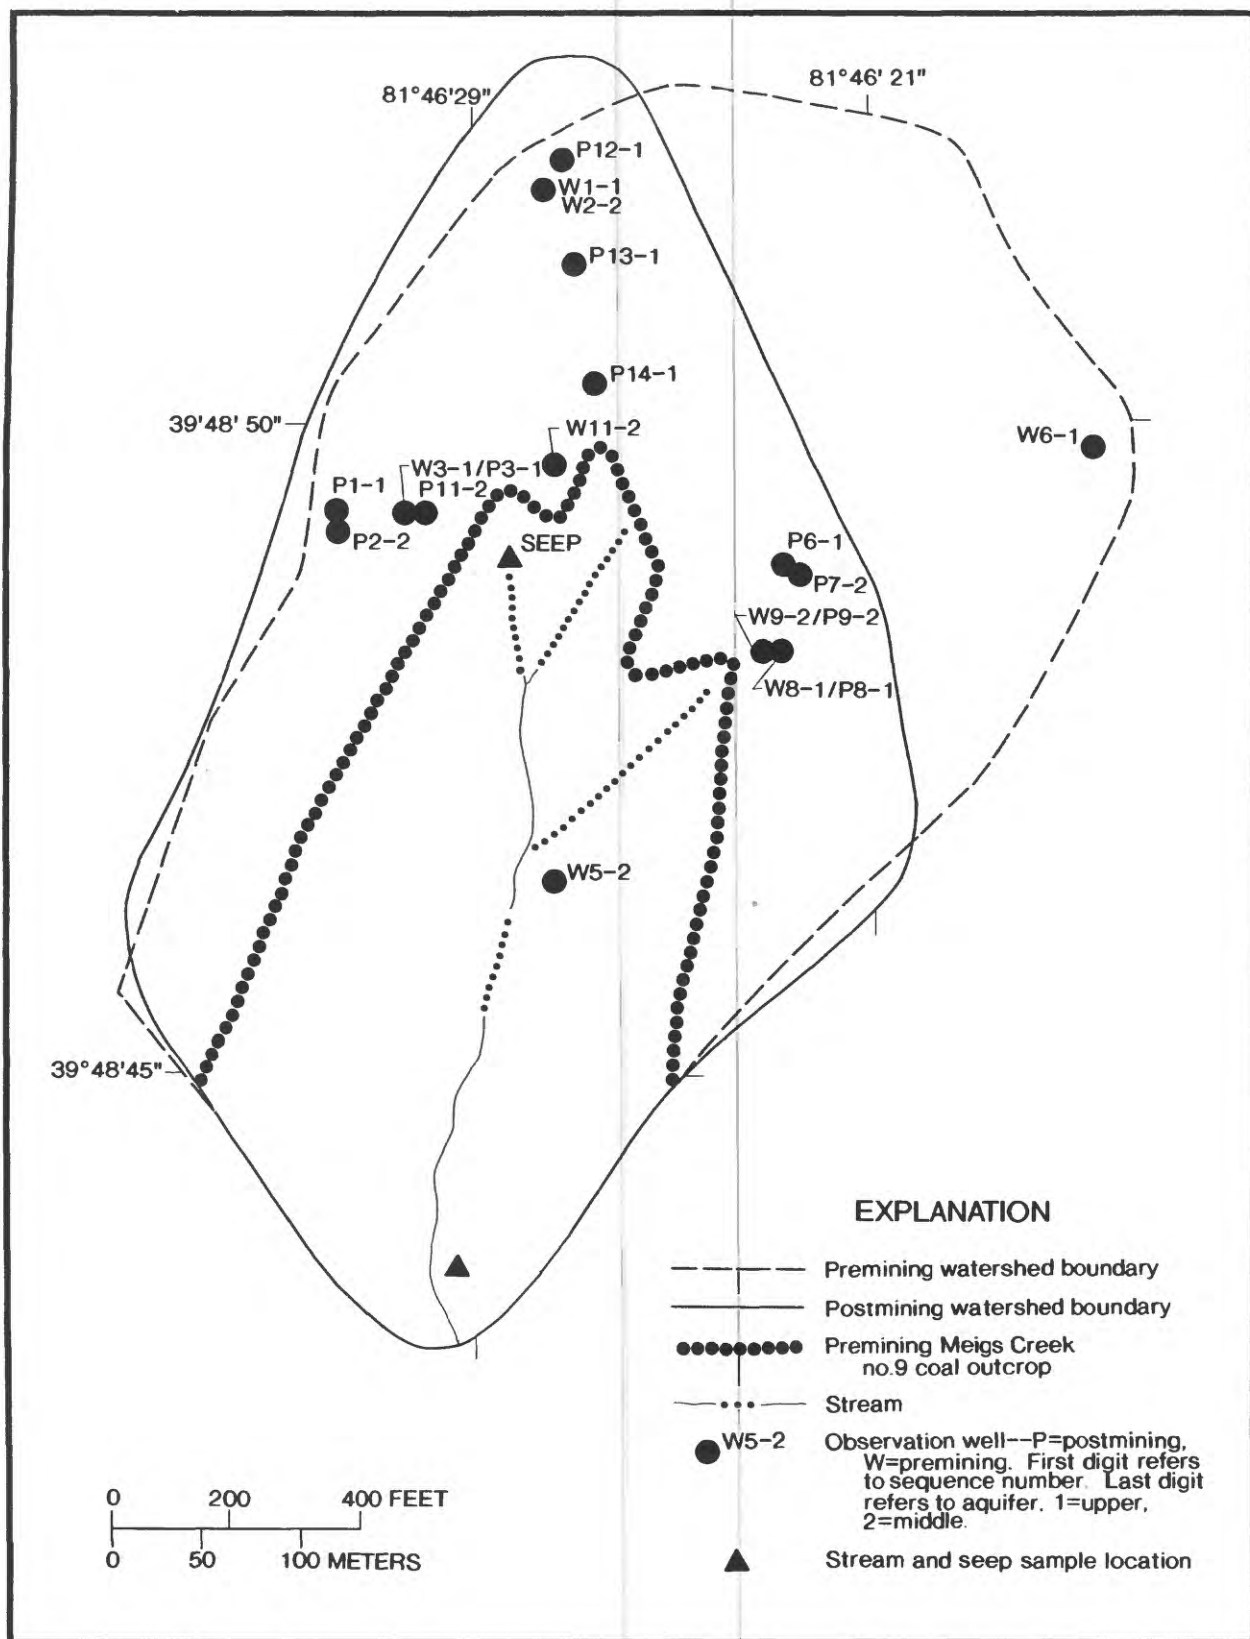 81°46'29"
81°46' 21"
P12-1
W1-1
W2-2
P13-1
P14-1
39'48' 50"
W11-2
W6-1
W3-1/P3-1
P1-1
P11-2
P2-2
SEEP
P6-1
P7-2
W9-2/P9-2
W8-1/P8-1
W5-2
39°48'45"
EXPLANATION
Premining watershed boundary
Postmining watershed boundary
Premining Meigs Creek
no.9 coal outcrop
Stream
W5-2
Observation well--P=postmining,
W=premining. First digit refers
to sequence number. Last digit
refers to aquifer. 1=upper,
2=middle.
Stream and seep sample location
0 200 400 FEET
0 50 100 METERS